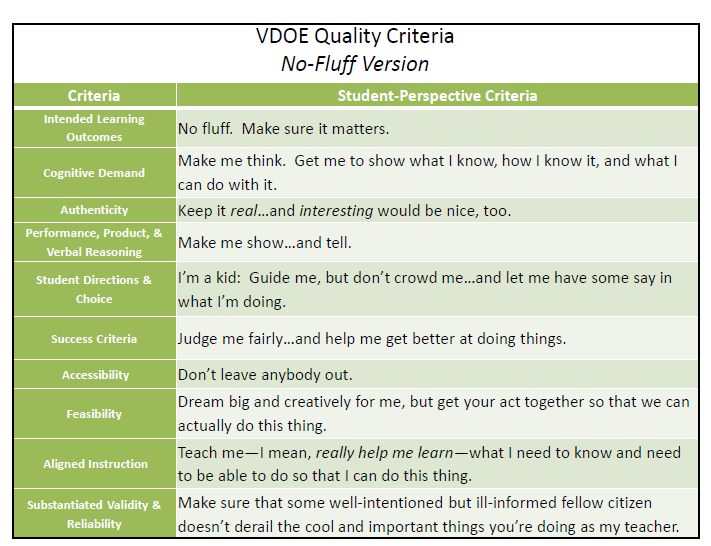 VDOE Quality Criteria
No-Fluff Version
Criteria
Student-Perspective Criteria
Intended Learning
Outcomes
No fluff.  Make sure it matters.
Cognitive Demand
Make me think.  Get me to show what I know, how I know it, and what I
can do with it.
Authenticity
Keep it real…and interesting would be nice, too.
Performance, Product, &
Verbal Reasoning
Make me show…and tell.
Student Directions &
Choice
I’m a kid:  Guide me, but don’t crowd me…and let me have some say in
what I’m doing.
Success Criteria
Judge me fairly…and help me get better at doing things.
Accessibility
Don’t leave anybody out.
Feasibility
Dream big and creatively for me, but get your act together so that we can
actually do this thing.
Aligned Instruction
Teach me—I mean, really help me learn—what I need to know and need
to be able to do so that I can do this thing.
Substantiated Validity &
Reliability
Make sure that some well-intentioned but ill-informed fellow citizen
doesn’t derail the cool and important things you’re doing as my teacher.